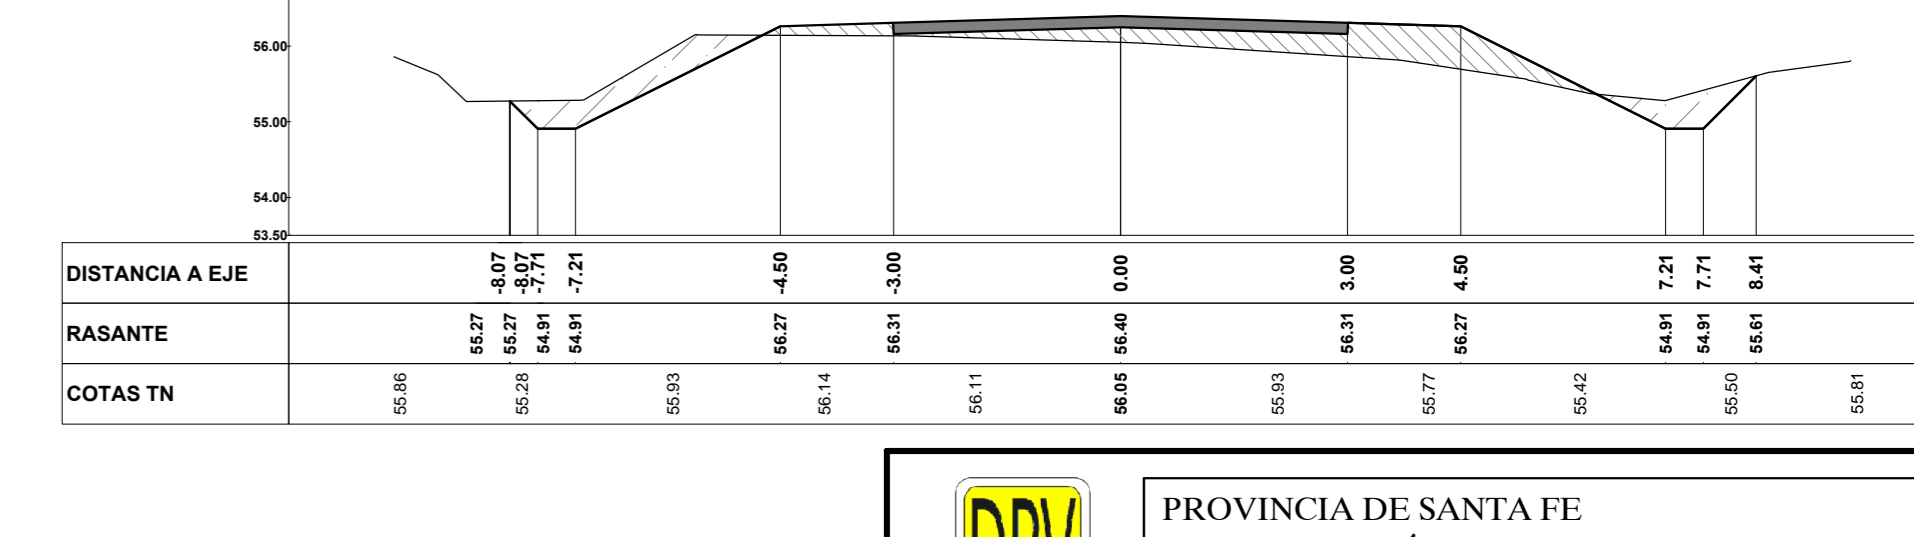 56.00
55.00
54.00
53.50
DISTANCIA A EJE -8.07 -8.07 -7.71 -7.21 -4.50 -3.00 0.00 3.00 4.50 7.21 7.71 8.41
RASANTE 55.27 55.27 54.91 54.91 56.27 56.31 56.40 56.31 56.27 54.91 54.91 55.61
COTAS TN 55.86 55.28 55.93 56.14 56.11 56.05 55.93 55.77 55.42 55.50 55.81
DPV
PROVINCIA DE SANTA FE